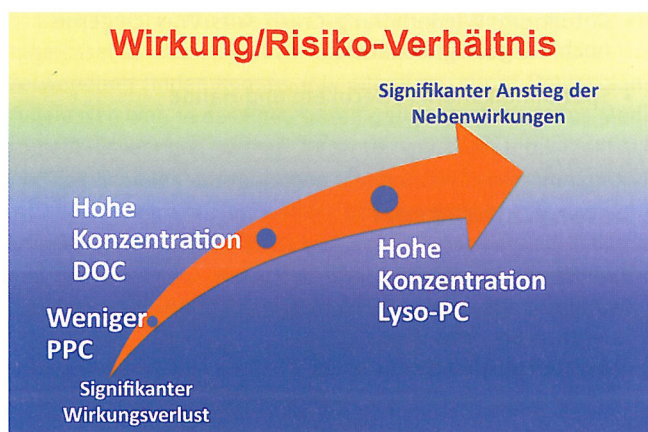 Wirkung/Risiko-Verhältnis
Signifikanter Anstieg der
Nebenwirkungen
Hohe
Konzentration
DOC
Hohe
Konzentration
Lyso-PC
Weniger
PPC
Signifikanter
Wirkungsverlust